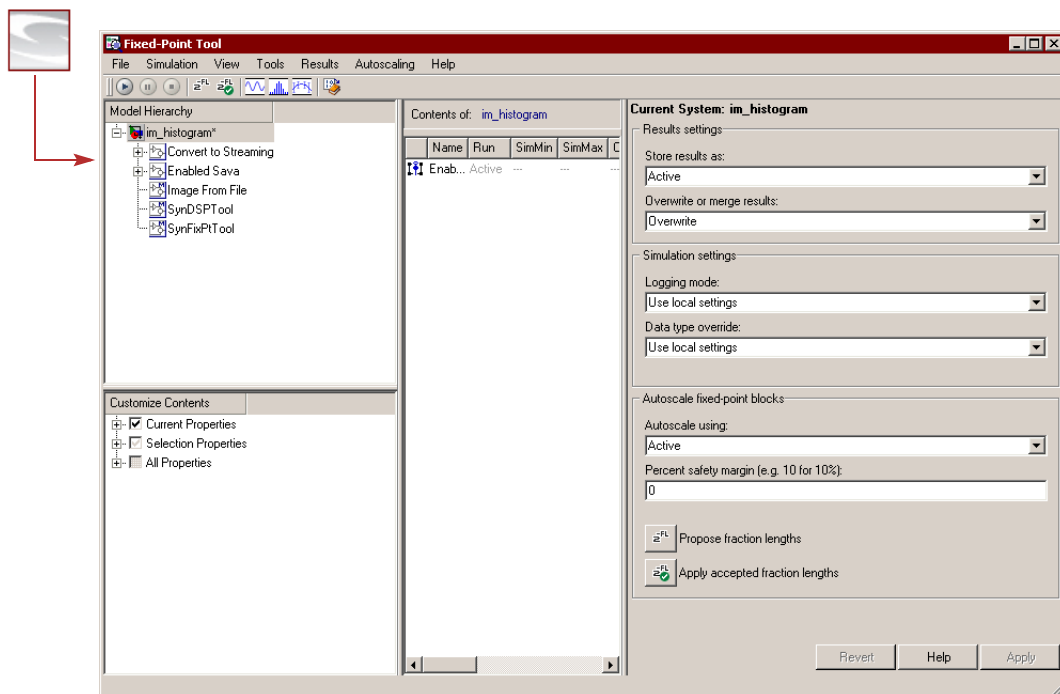 Fixed-Point Tool
File Simulation View Tools Results Autoscaling Help
Model Hierarchy
im_histogram*
Convert to Streaming
Enabled Sava
Image From File
SynDSPTool
SynFixPtTool
Customize Contents
Current Properties
Selection Properties
All Properties
Contents of: im_histogram
Name Run SimMin SimMax C
Enab... Active --- --- ---
Current System: im_histogram
Results settings
Store results as:
Active
Overwrite or merge results:
Overwrite
Simulation settings
Logging mode:
Use local settings
Data type override:
Use local settings
Autoscale fixed-point blocks
Autoscale using:
Active
Percent safety margin (e.g. 10 for 10%):
0
2-FL Propose fraction lengths
2-FL Apply accepted fraction lengths
Revert Help Apply